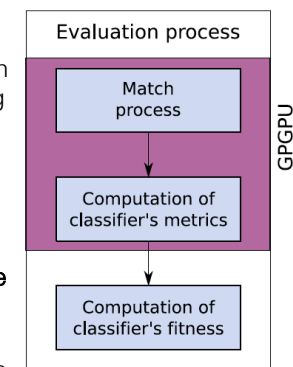 Evaluation process
Match
process
GPGPU
Computation of
classifier's metrics
Computation of
classifier's fitness